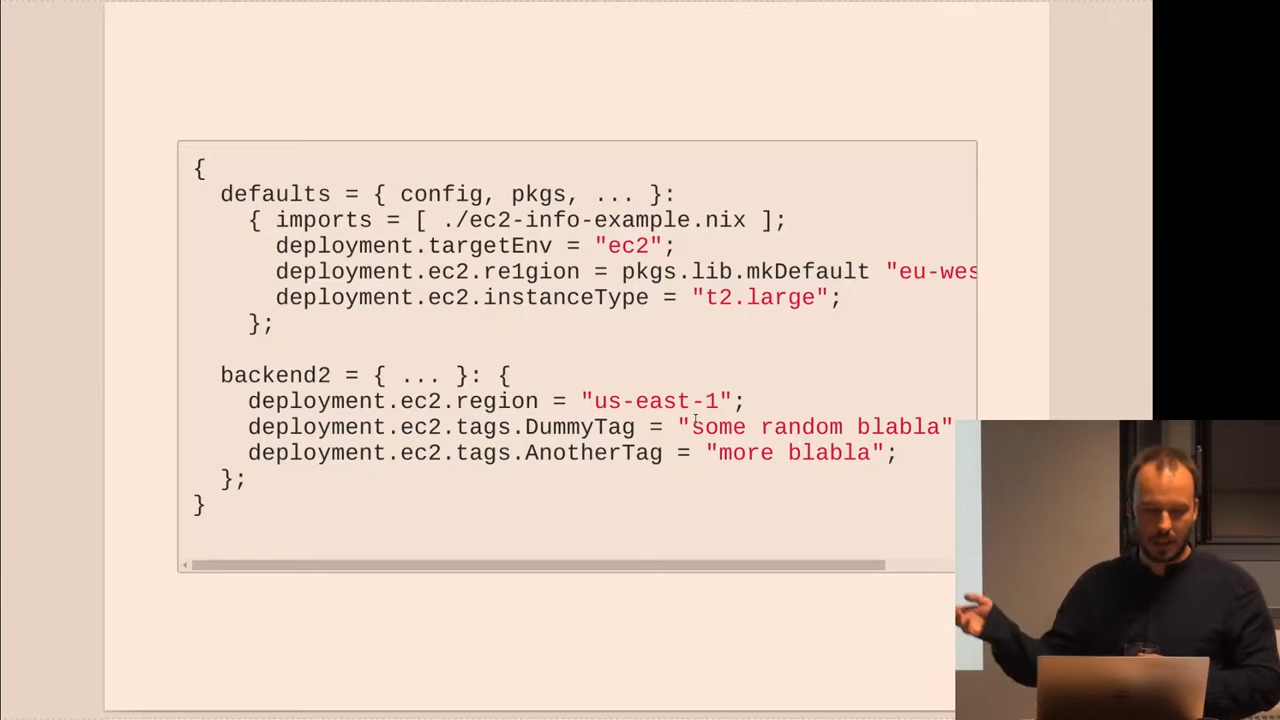 {
  defaults = { config, pkgs, ... }:
    { imports = [ ./ec2-info-example.nix ];
      deployment.targetEnv = "ec2";
      deployment.ec2.re1gion = pkgs.lib.mkDefault "eu-wes
      deployment.ec2.instanceType = "t2.large";
    };
  backend2 = { ... }: {
    deployment.ec2.region = "us-east-1";
    deployment.ec2.tags.DummyTag = "some random blabla"
    deployment.ec2.tags.AnotherTag = "more blabla";
  };
}